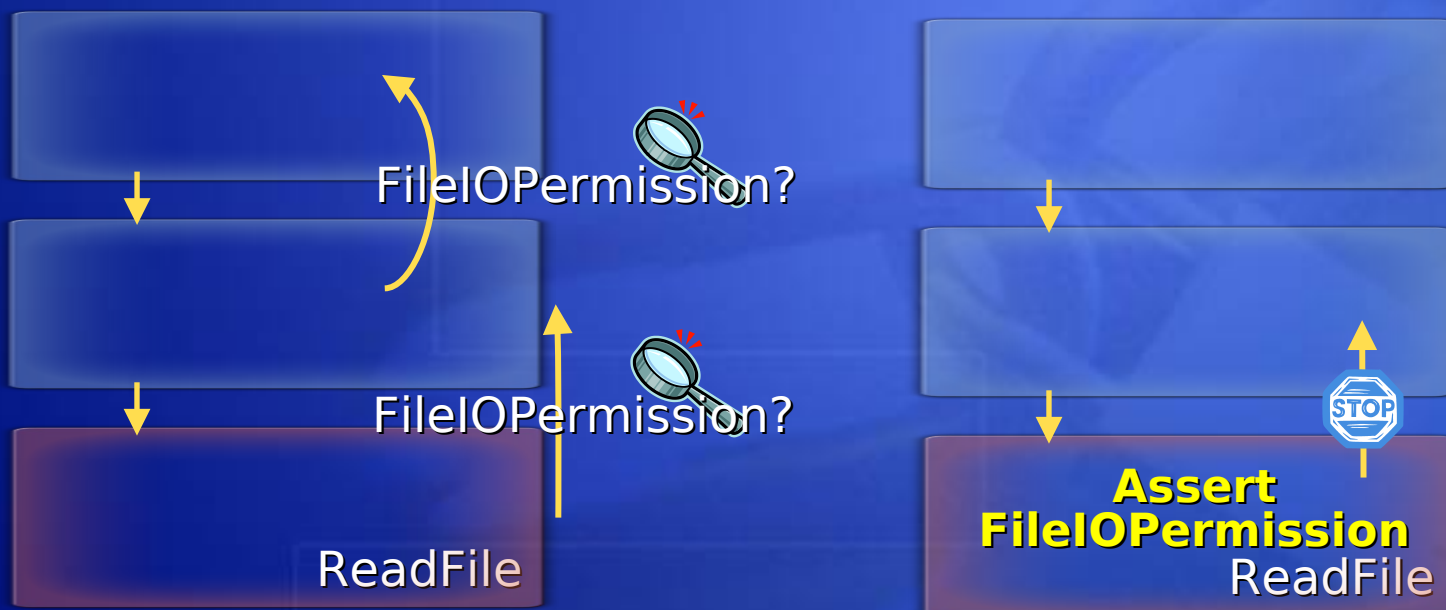 FileIOPermission?
FileIOPermission?
ReadFile
STOP
Assert
FileIOPermission
ReadFile